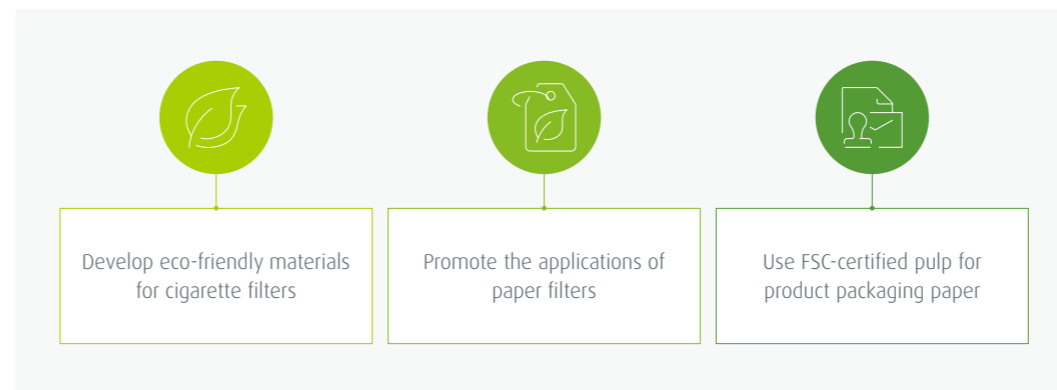 Develop eco-friendly materials
for cigarette filters
Promote the applications of
paper filters
Use FSC-certified pulp for
product packaging paper